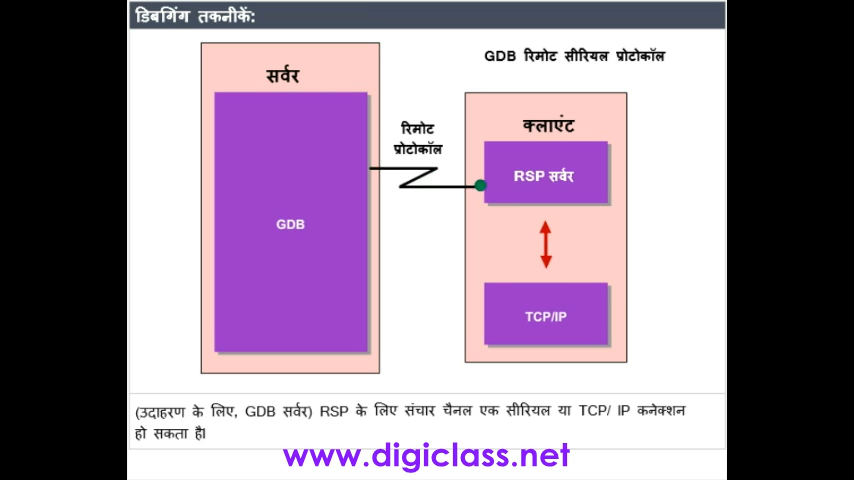 डिबगिंग तकनीकें:
GDB रिमोट सीरियल प्रोटोकॉल
सर्वर
GDB
रिमोट
प्रोटोकॉल
क्लाएंट
RSP सर्वर
TCP/IP
(उदाहरण के लिए, GDB सर्वर) RSP के लिए संचार चैनल एक सीरियल या TCP/ IP कनेक्शन
हो सकता है।
www.digiclass.net